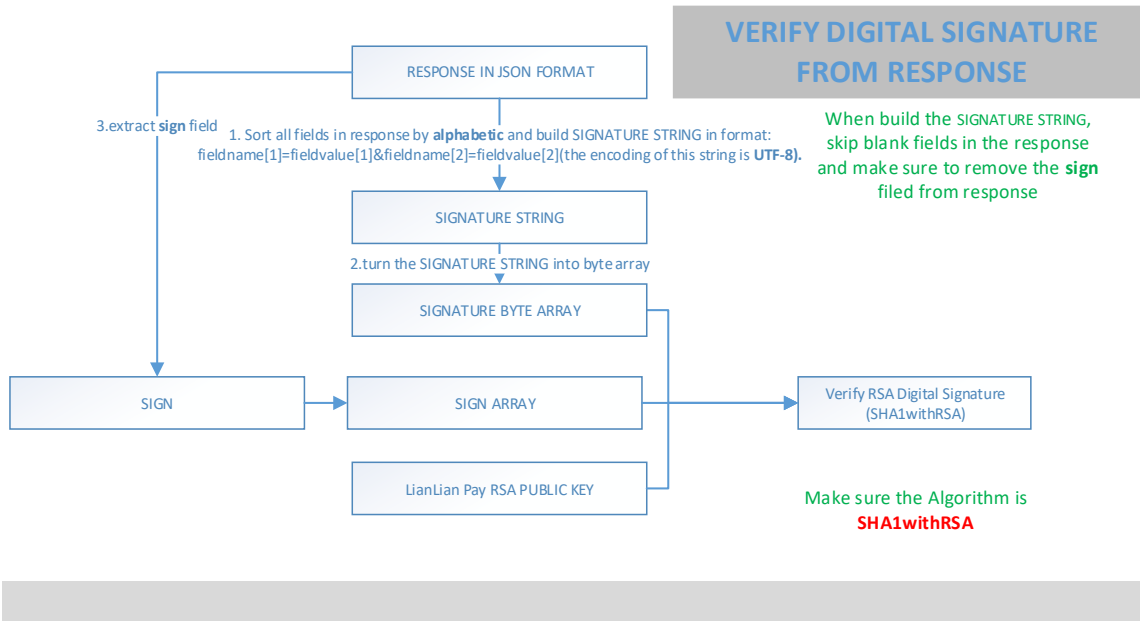 VERIFY DIGITAL SIGNATURE
FROM RESPONSE
RESPONSE IN JSON FORMAT
3.extract sign field
1. Sort all fields in response by alphabetic and build SIGNATURE STRING in format:
fieldname[1]=fieldvalue[1]&fieldname[2]=fieldvalue[2](the encoding of this string is UTF-8).
When build the SIGNATURE STRING,
skip blank fields in the response
and make sure to remove the sign
filed from response
SIGNATURE STRING
2.turn the SIGNATURE STRING into byte array
SIGNATURE BYTE ARRAY
SIGN
SIGN ARRAY
Verify RSA Digital Signature
(SHA1withRSA)
LianLian Pay RSA PUBLIC KEY
Make sure the Algorithm is
SHA1withRSA